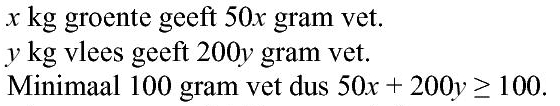 x kg groente geeft 50x gram vet.
y kg vlees geeft 200y gram vet.
Minimaal 100 gram vet dus 50x + 200y ≥ 100.